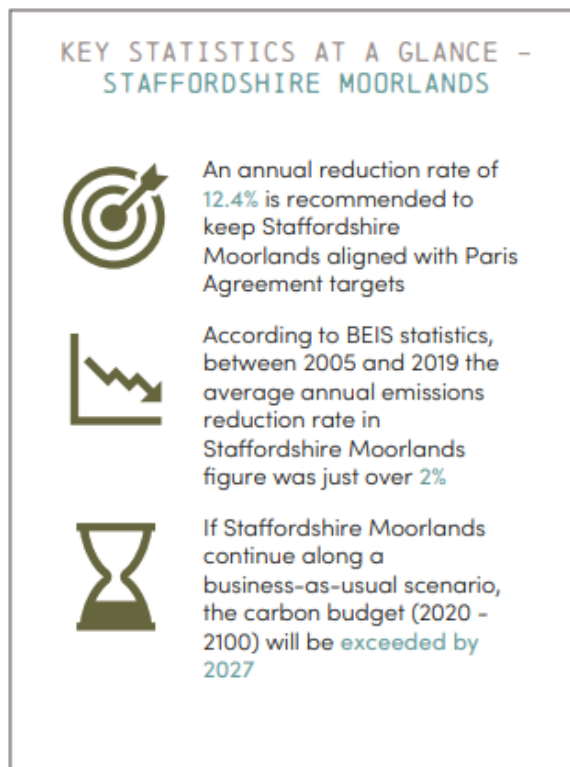 KEY STATISTICS AT A GLANCE –
STAFFORDSHIRE MOORLANDS
An annual reduction rate of
12.4% is recommended to
keep Staffordshire
Moorlands aligned with Paris
Agreement targets
According to BEIS statistics,
between 2005 and 2019 the
average annual emissions
reduction rate in
Staffordshire Moorlands
figure was just over 2%
If Staffordshire Moorlands
continue along a
business-as-usual scenario,
the carbon budget (2020 -
2100) will be exceeded by
2027